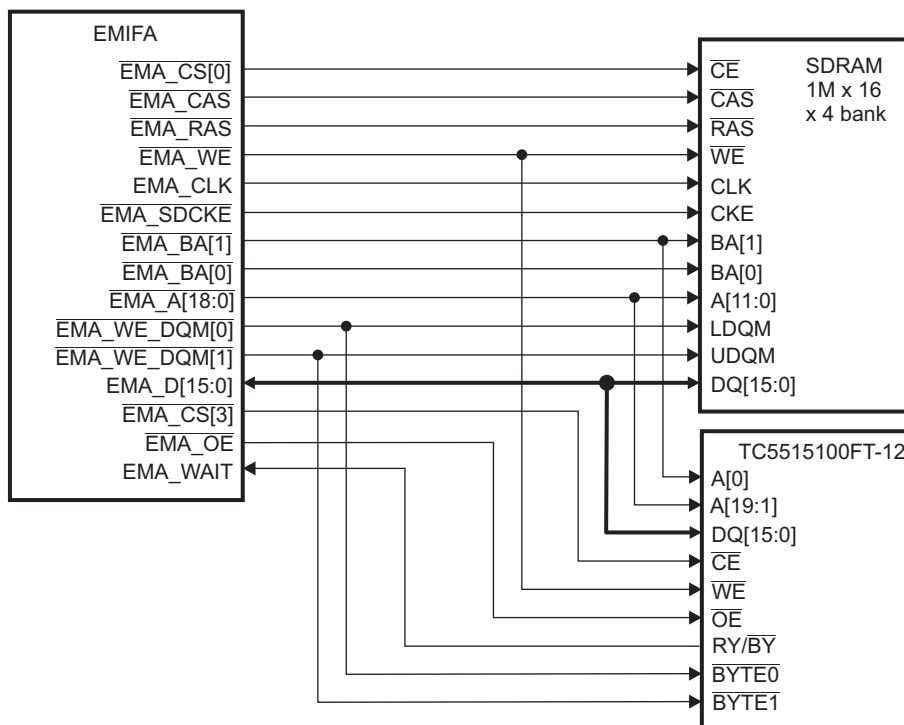 EMIFA
EMA_CS[0]
EMA_CAS
EMA_RAS
EMA_WE
EMA_CLK
EMA_SDCKE
EMA_BA[1]
EMA_BA[0]
EMA_A[18:0]
EMA_WE_DQM[0]
EMA_WE_DQM[1]
EMA_D[15:0]
EMA_CS[3]
EMA_OE
EMA_WAIT
SDRAM
1M x 16
x 4 bank
CE
CAS
RAS
WE
CLK
CKE
BA[1]
BA[0]
A[11:0]
LDQM
UDQM
DQ[15:0]
TC5515100FT-12
A[0]
A[19:1]
DQ[15:0]
CE
WE
OE
RY/BY
BYTE0
BYTE1